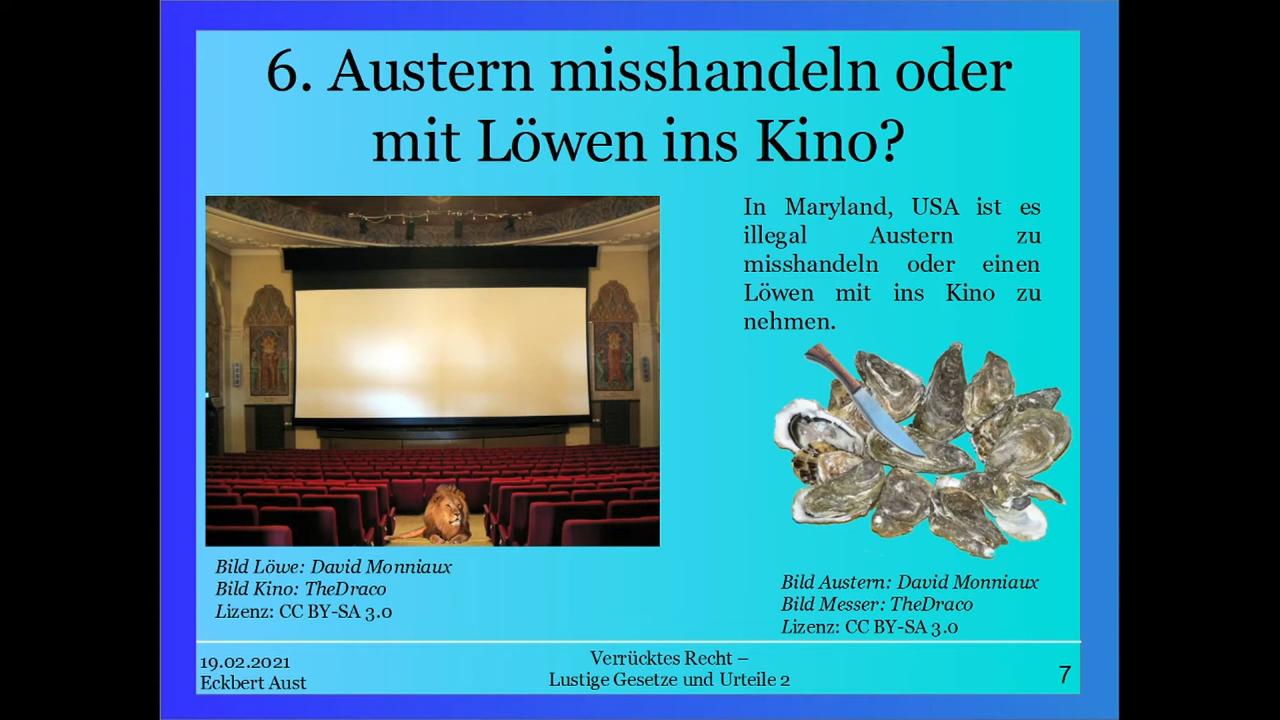 6. Austern misshandeln oder
mit Löwen ins Kino?
In Maryland, USA ist es
illegal Austern zu
misshandeln oder einen
Löwen mit ins Kino zu
nehmen.
Bild Löwe: David Monniaux
Bild Kino: TheDraco
Lizenz: CC BY-SA 3.0
Bild Austern: David Monniaux
Bild Messer: TheDraco
Lizenz: CC BY-SA 3.0
19.02.2021
Eckbert Aust
Verrücktes Recht –
Lustige Gesetze und Urteile 2
7